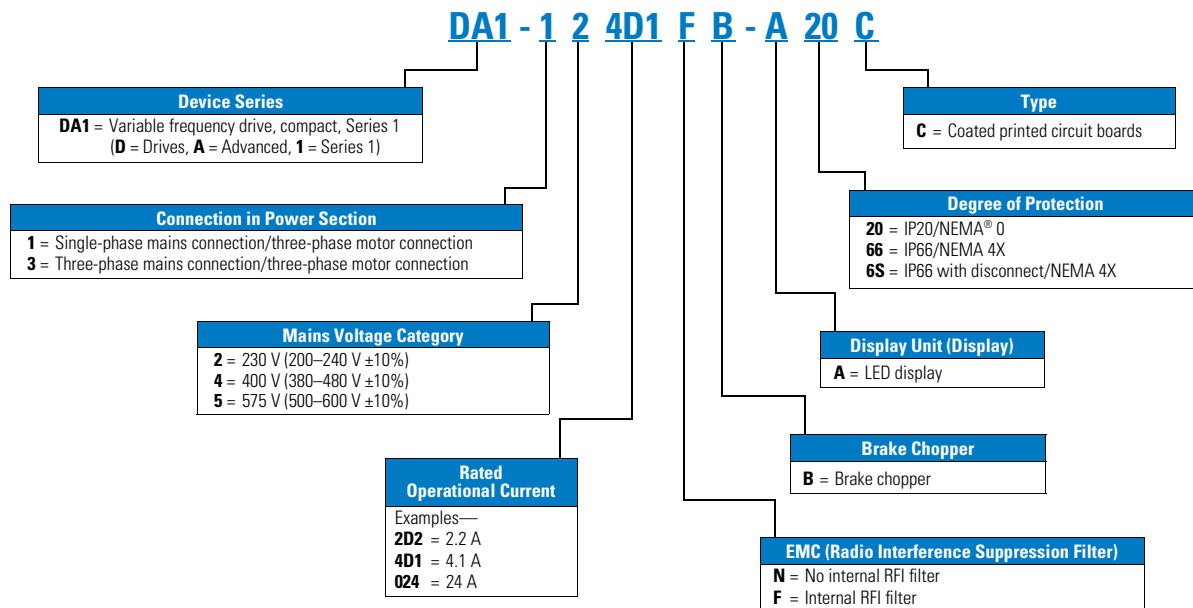 DA1 - 1 2 4D1 F B - A 20 C
Device Series
DA1 = Variable frequency drive, compact, Series 1
(D = Drives, A = Advanced, 1 = Series 1)
Type
C = Coated printed circuit boards
Connection in Power Section
1 = Single-phase mains connection/three-phase motor connection
3 = Three-phase mains connection/three-phase motor connection
Degree of Protection
20 = IP20/NEMA® 0
66 = IP66/NEMA 4X
6S = IP66 with disconnect/NEMA 4X
Mains Voltage Category
2 = 230 V (200–240 V ±10%)
4 = 400 V (380–480 V ±10%)
5 = 575 V (500–600 V ±10%)
Display Unit (Display)
A = LED display
Rated
Operational Current
Examples—
2D2 = 2.2 A
4D1 = 4.1 A
024 = 24 A
Brake Chopper
B = Brake chopper
EMC (Radio Interference Suppression Filter)
N = No internal RFI filter
F = Internal RFI filter